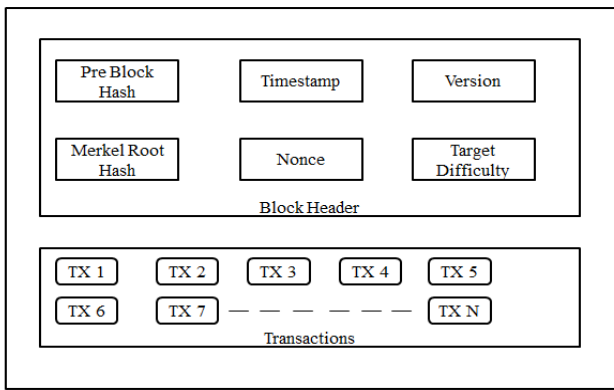 Pre Block
Hash
Timestamp
Version
Merkel Root
Hash
Nonce
Target
Difficulty
Block Header
TX 1
TX 2
TX 3
TX 4
TX 5
TX 6
TX 7
TX N
Transactions